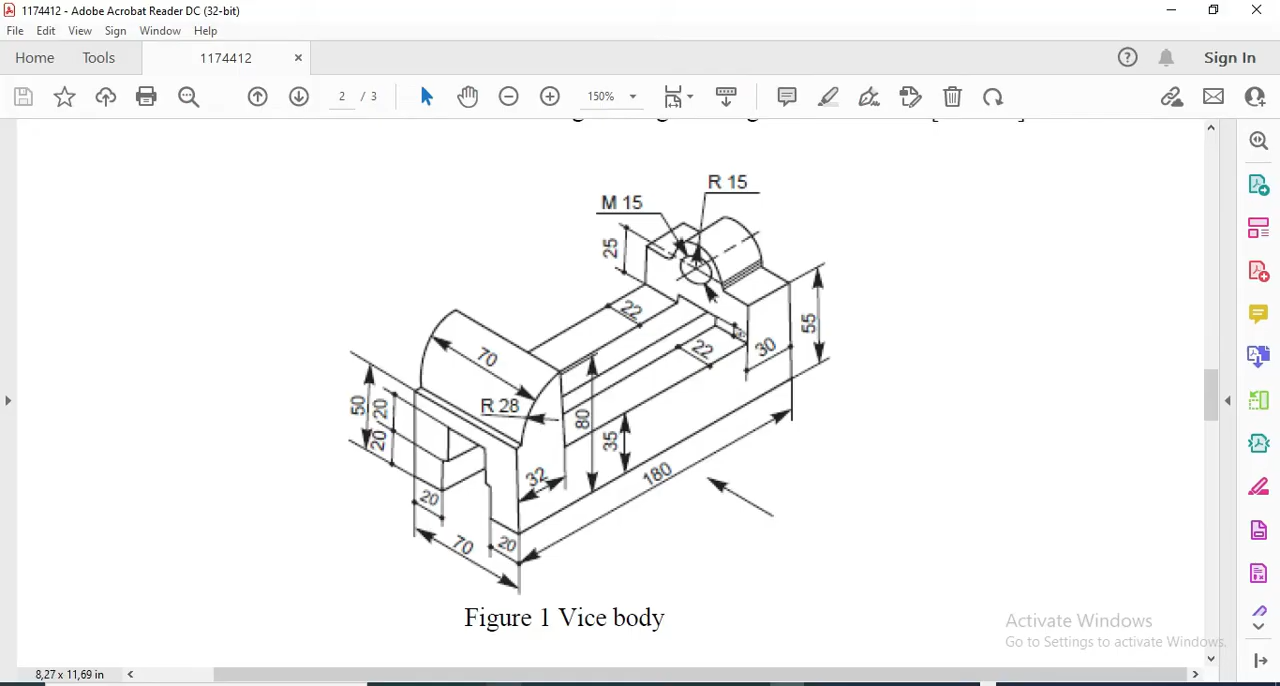 1174412 - Adobe Acrobat Reader DC (32-bit)
File Edit View Sign Window Help
Home Tools 1174412 × Sign In
2 / 3 150%
R 15
M 15
25
22
55
22
30
70
R 28
50
20
20
80
35
180
32
20
70
20
Figure 1 Vice body
Activate Windows
Go to Settings to activate Windows.
8,27 x 11,69 in